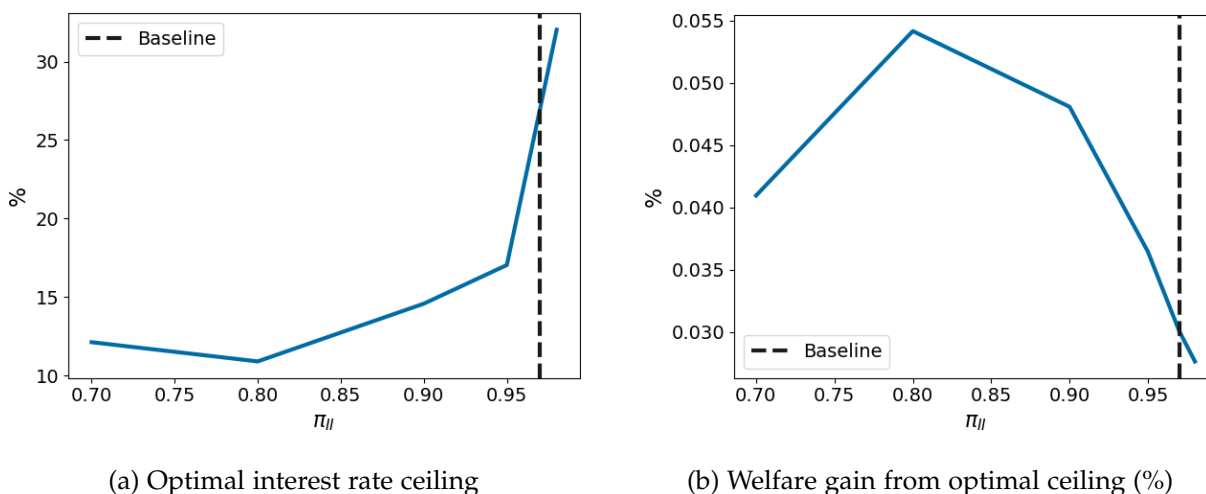 Baseline
30
25
20
15
10
%
0.70 0.75 0.80 0.85 0.90 0.95
π_ll
(a) Optimal interest rate ceiling
0.055
0.050
0.045
0.040
0.035
0.030
%
Baseline
0.70 0.75 0.80 0.85 0.90 0.95
π_ll
(b) Welfare gain from optimal ceiling (%)